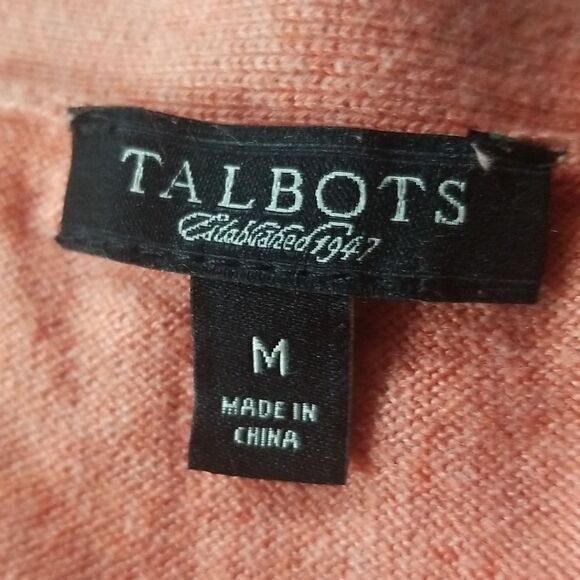 TALBOTS
Established 1947
M
MADE IN
CHINA